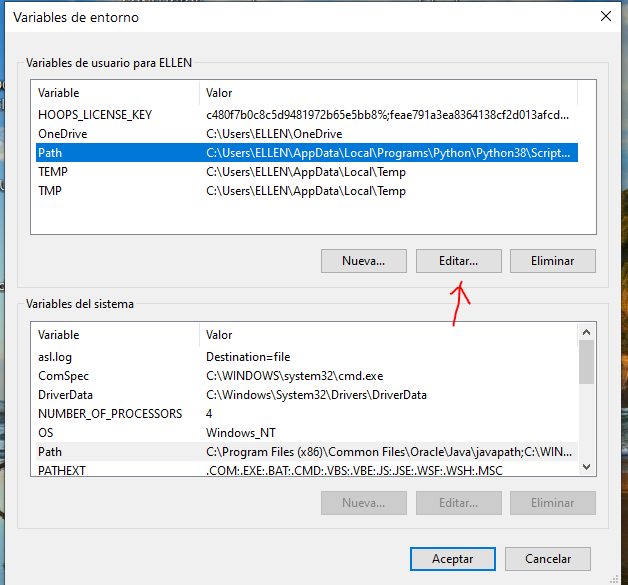 Variables de entorno
Variables de usuario para ELLEN
Variable Valor
HOOPS_LICENSE_KEY c480f7b0c8c5d9481972b65e5bb8%;feae791a3ea8364138cf2d013afcd...
OneDrive C:\Users\ELLEN\OneDrive
Path C:\Users\ELLEN\AppData\Local\Programs\Python\Python38\Script...
TEMP C:\Users\ELLEN\AppData\Local\Temp
TMP C:\Users\ELLEN\AppData\Local\Temp
Nueva... Editar... Eliminar
Variables del sistema
Variable Valor
asl.log Destination=file
ComSpec C:\WINDOWS\system32\cmd.exe
DriverData C:\Windows\System32\Drivers\DriverData
NUMBER_OF_PROCESSORS 4
OS Windows_NT
Path C:\Program Files (x86)\Common Files\Oracle\Java\javapath;C:\WIN...
PATHEXT .COM;.EXE;.BAT;.CMD;.VBS;.VBE;.JS;.JSE;.WSF;.WSH;.MSC
Nueva... Editar... Eliminar
Aceptar Cancelar